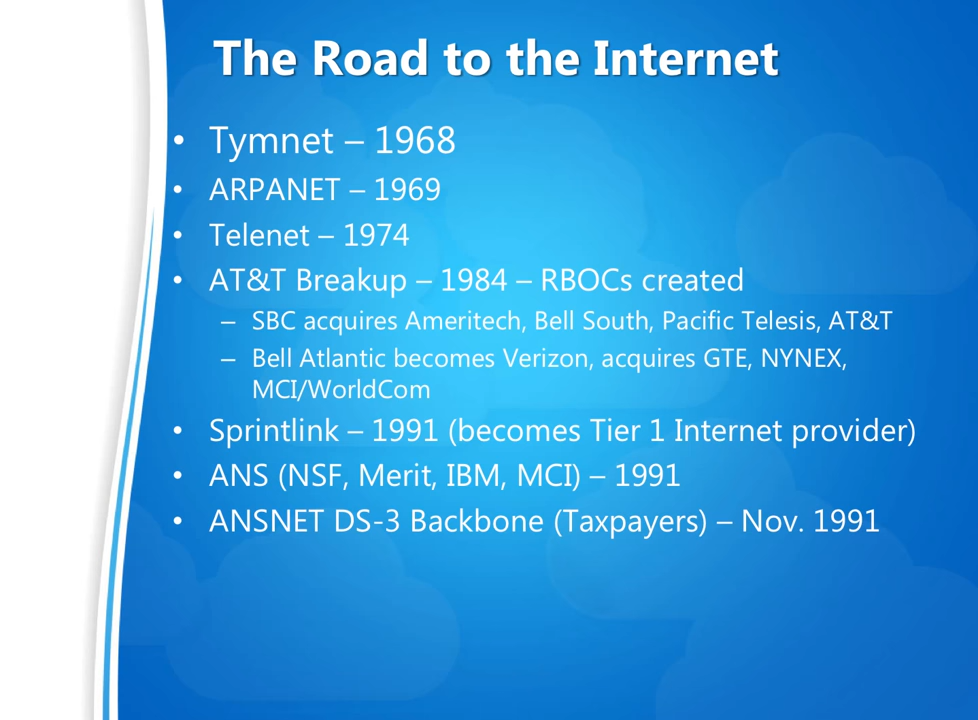 The Road to the Internet
• Tymnet – 1968
• ARPANET – 1969
• Telenet – 1974
• AT&T Breakup – 1984 – RBOCs created
– SBC acquires Ameritech, Bell South, Pacific Telesis, AT&T
– Bell Atlantic becomes Verizon, acquires GTE, NYNEX,
MCI/WorldCom
• Sprintlink – 1991 (becomes Tier 1 Internet provider)
• ANS (NSF, Merit, IBM, MCI) – 1991
• ANSNET DS-3 Backbone (Taxpayers) – Nov. 1991